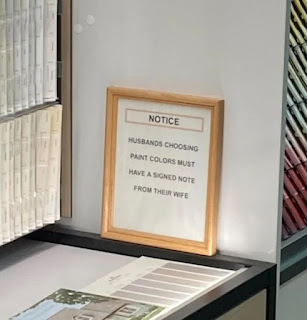 NOTICE
HUSBANDS CHOOSING
PAINT COLORS MUST
HAVE A SIGNED NOTE
FROM THEIR WIFE